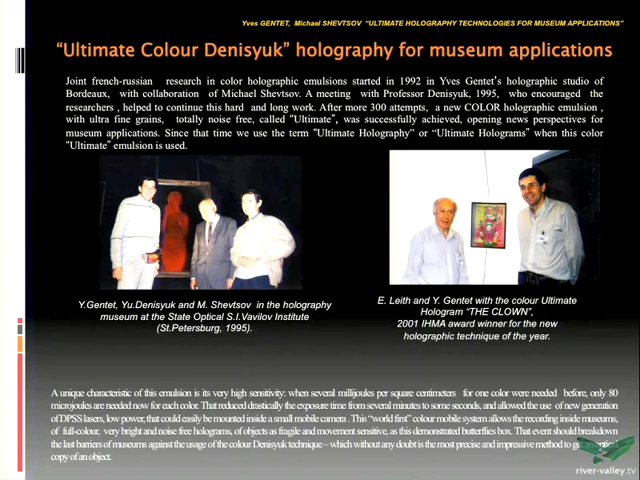 Yves GENTET, Michael SHEVTSOV “ULTIMATE HOLOGRAPHY TECHNOLOGIES FOR MUSEUM APPLICATIONS”
“Ultimate Colour Denisyuk” holography for museum applications
Joint french-russian research in color holographic emulsions started in 1992 in Yves Gentet’s holographic studio of
Bordeaux, with collaboration of Michael Shevtsov. A meeting with Professor Denisyuk, 1995, who encouraged the
researchers , helped to continue this hard and long work. After more 300 attempts, a new COLOR holographic emulsion ,
with ultra fine grains, totally noise free, called “Ultimate”, was successfully achieved, opening news perspectives for
museum applications. Since that time we use the term “Ultimate Holography” or “Ultimate Holograms” when this color
“Ultimate” emulsion is used.
Y.Gentet, Yu.Denisyuk and M. Shevtsov in the holography
museum at the State Optical S.I.Vavilov Institute
(St.Petersburg, 1995).
E. Leith and Y. Gentet with the colour Ultimate
Hologram “THE CLOWN”,
2001 IHMA award winner for the new
holographic technique of the year.
A unique characteristic of this emulsion is its very high sensitivity: when several millijoules per square centimeters for one color were needed before, only 80
microjoules are needed now for each color. That reduced drastically the exposure time from several minutes to some seconds, and allowed the use of new generation
of DPSS lasers, low power, that could easily be mounted inside a small mobile camera . This “world first” colour mobile system allows the recording inside museums,
of full-colour, very bright and noise free holograms, of objects as fragile and movement sensitive, as this demonstrated butterflies box. That event should breakdown
the last barriers of museums against the usage of the colour Denisyuk technique – which without any doubt is the most precise and impressive method to get an optical
copy of an object.
river-valley.tv